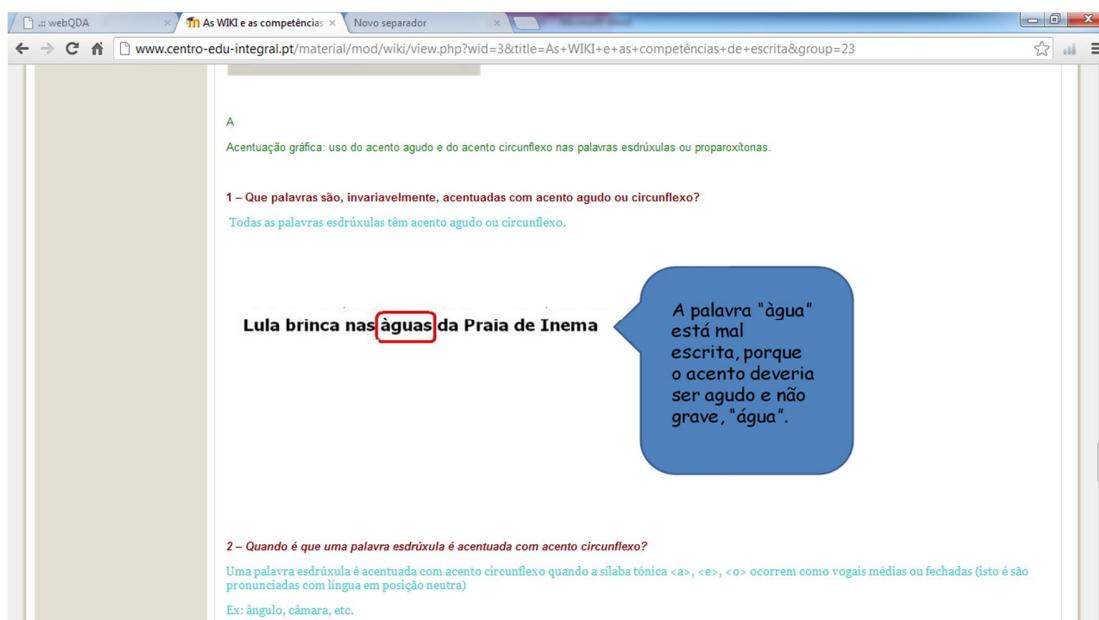 .:: webQDA
As WIKI e as competências
Novo separador
www.centro-edu-integral.pt/material/mod/wiki/view.php?wid=3&title=As+WIKI+e+as+competências+de+escrita&group=23
A
Acentuação gráfica: uso do acento agudo e do acento circunflexo nas palavras esdrúxulas ou proparoxítonas.
1 – Que palavras são, invariavelmente, acentuadas com acento agudo ou circunflexo?
Todas as palavras esdrúxulas têm acento agudo ou circunflexo.
Lula brinca nas àguas da Praia de Inema
A palavra "àgua"
está mal
escrita, porque
o acento deveria
ser agudo e não
grave, "água".
2 – Quando é que uma palavra esdrúxula é acentuada com acento circunflexo?
Uma palavra esdrúxula é acentuada com acento circunflexo quando a sílaba tónica <a>, <e>, <o> ocorrem como vogais médias ou fechadas (isto é são
pronunciadas com língua em posição neutra)
Ex: ângulo, câmara, etc.